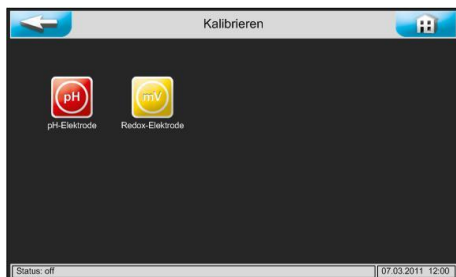 Kalibrieren
pH
mV
pH-Elektrode
Redox-Elektrode
Status: off
07.03.2011 12:00